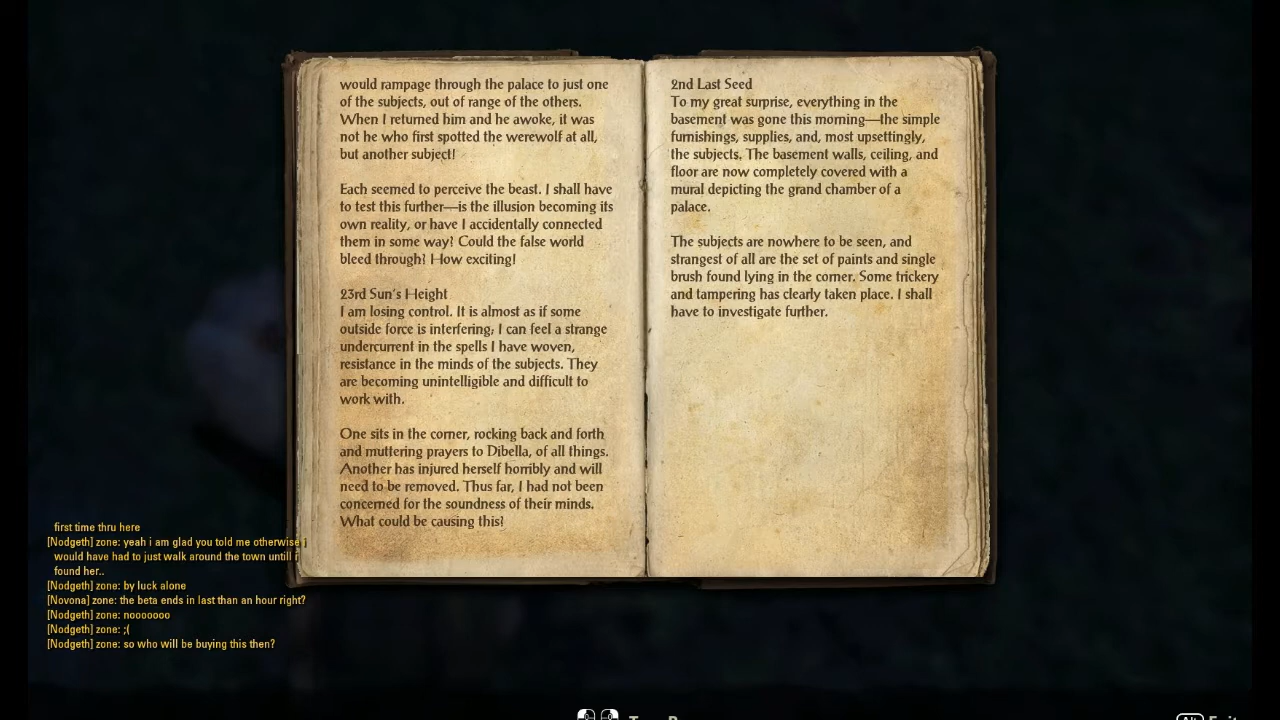 would rampage through the palace to just one
of the subjects, out of range of the others.
When I returned him and he awoke, it was
not he who first spotted the werewolf at all,
but another subject!
Each seemed to perceive the beast. I shall have
to test this further—is the illusion becoming its
own reality, or have I accidentally connected
them in some way? Could the false world
bleed through? How exciting!
23rd Sun's Height
I am losing control. It is almost as if some
outside force is interfering; I can feel a strange
undercurrent in the spells I have woven,
resistance in the minds of the subjects. They
are becoming unintelligible and difficult to
work with.
One sits in the corner, rocking back and forth
and muttering prayers to Dibella, of all things.
Another has injured herself horribly and will
need to be removed. Thus far, I had not been
concerned for the soundness of their minds.
What could be causing this?
2nd Last Seed
To my great surprise, everything in the
basement was gone this morning—the simple
furnishings, supplies, and, most upsettingly,
the subjects. The basement walls, ceiling, and
floor are now completely covered with a
mural depicting the grand chamber of a
palace.
The subjects are nowhere to be seen, and
strangest of all are the set of paints and single
brush found lying in the corner. Some trickery
and tampering has clearly taken place. I shall
have to investigate further.
first time thru here
[Nodgeth] zone: yeah i am glad you told me otherwise i
would have had to just walk around the town untill i
found her..
[Nodgeth] zone: by luck alone
[Novona] zone: the beta ends in last than an hour right?
[Nodgeth] zone: nooooooo
[Nodgeth] zone: ;(
[Nodgeth] zone: so who will be buying this then?